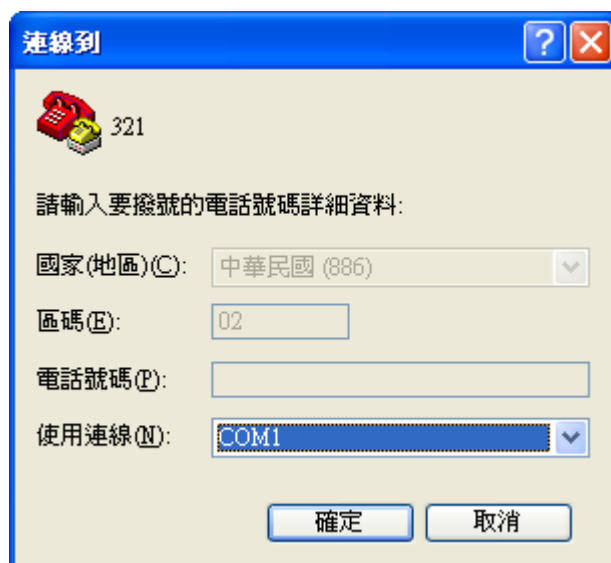 連線到
321
請輸入要撥號的電話號碼詳細資料:
國家(地區)(C): 中華民國 (886)
區碼(E): 02
電話號碼(P):
使用連線(N): COM1
確定 取消